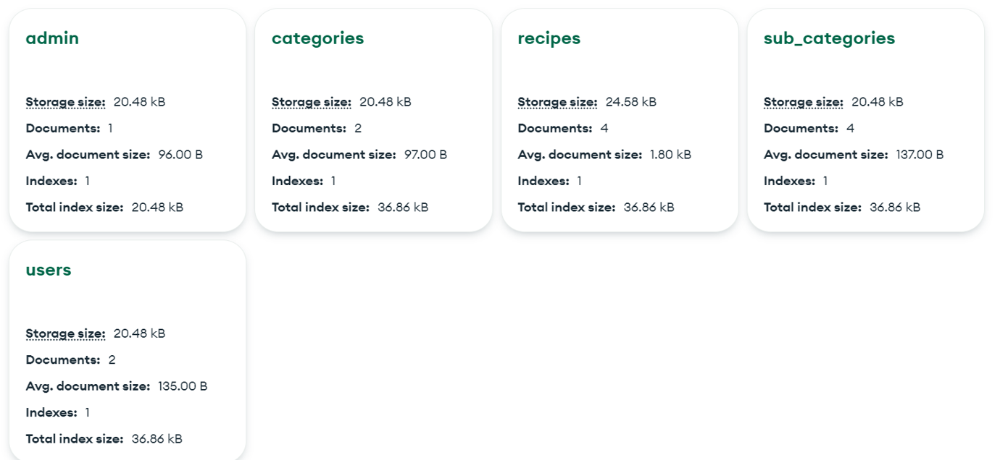 admin
Storage size: 20.48 kB
Documents: 1
Avg. document size: 96.00 B
Indexes: 1
Total index size: 20.48 kB
categories
Storage size: 20.48 kB
Documents: 2
Avg. document size: 97.00 B
Indexes: 1
Total index size: 36.86 kB
recipes
Storage size: 24.58 kB
Documents: 4
Avg. document size: 1.80 kB
Indexes: 1
Total index size: 36.86 kB
sub_categories
Storage size: 20.48 kB
Documents: 4
Avg. document size: 137.00 B
Indexes: 1
Total index size: 36.86 kB
users
Storage size: 20.48 kB
Documents: 2
Avg. document size: 135.00 B
Indexes: 1
Total index size: 36.86 kB